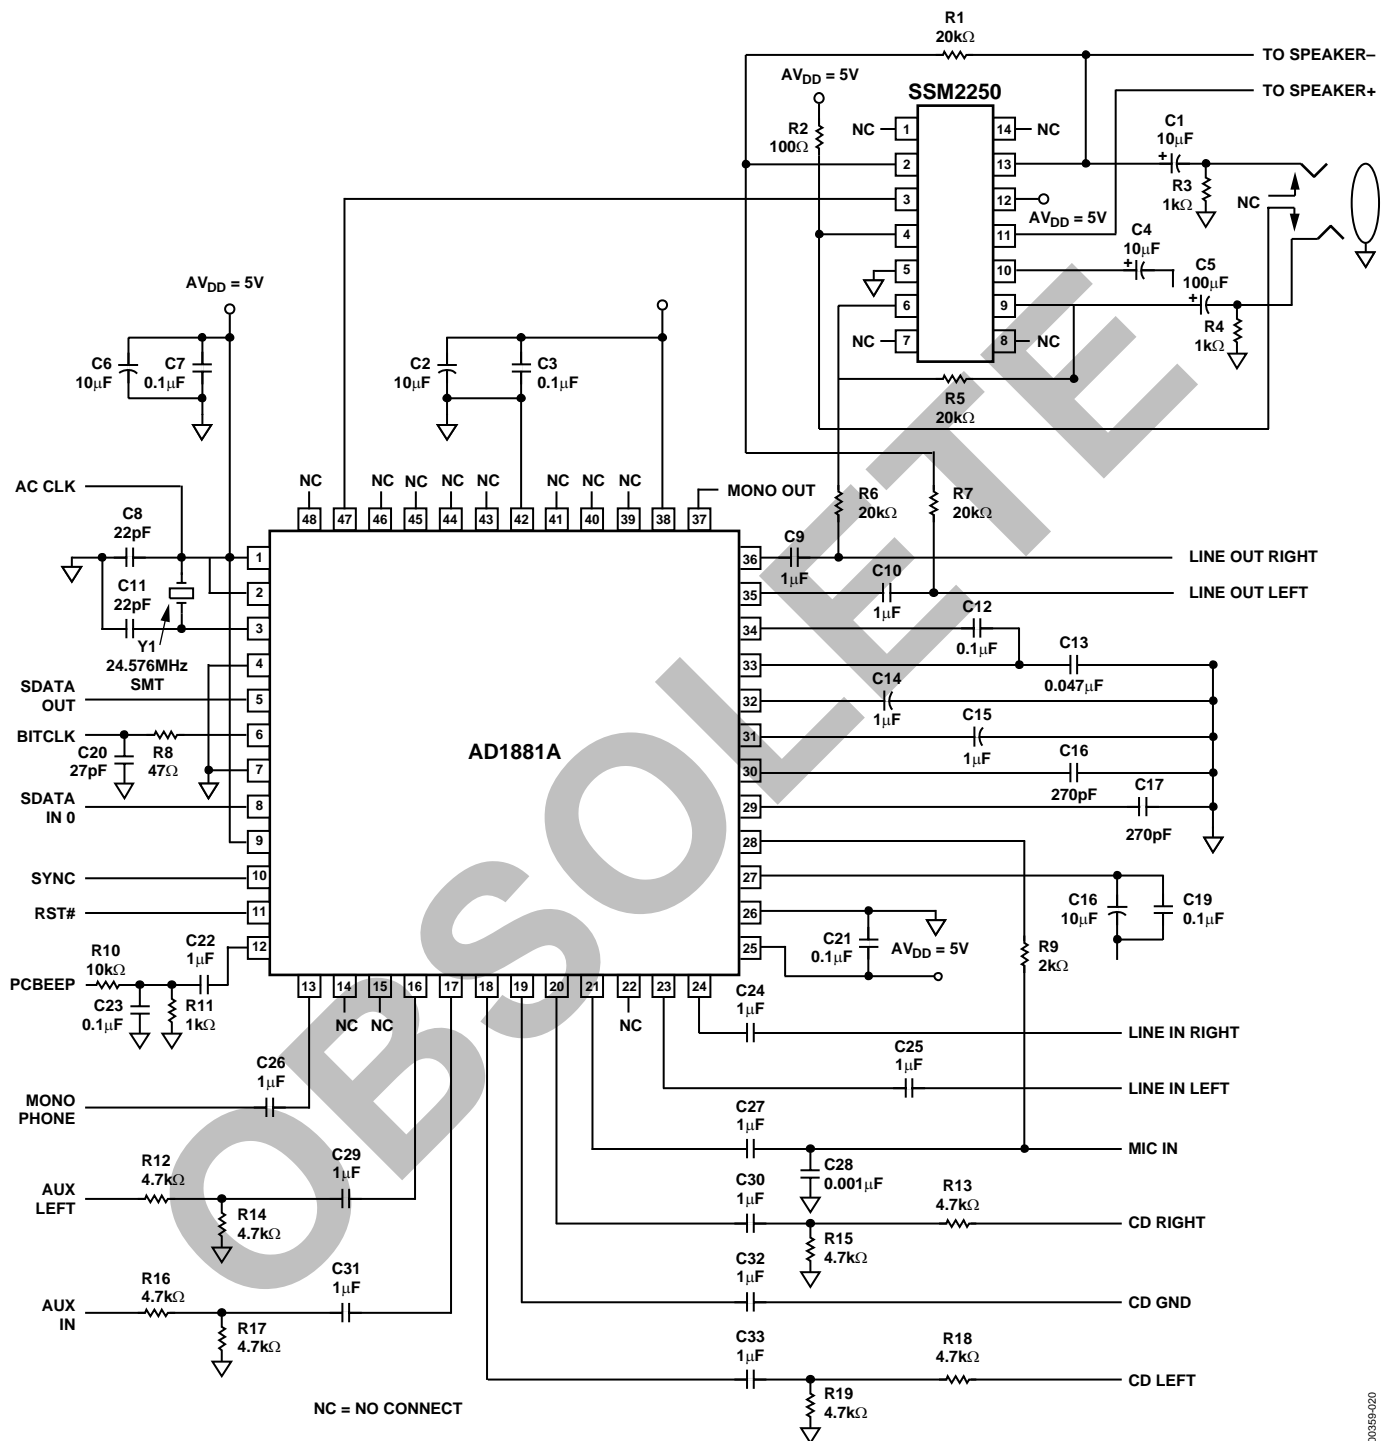 R1
20kΩ
TO SPEAKER–
AVDD = 5V
SSM2250
TO SPEAKER+
R2
100Ω
NC
1
14
NC
C1
10μF
+
2
13
R3
1kΩ
NC
3
12
AVDD = 5V
4
11
C4
10μF
+
5
10
C5
100μF
+
6
9
R4
1kΩ
NC
7
8
NC
R5
20kΩ
AVDD = 5V
C6
10μF
C7
0.1μF
C2
10μF
C3
0.1μF
AC CLK
NC
NC
NC
NC
NC
NC
NC
NC
MONO OUT
48
47
46
45
44
43
42
41
40
39
38
37
R6
20kΩ
R7
20kΩ
C8
22pF
C11
22pF
Y1
24.576MHz
SMT
SDATA
OUT
BITCLK
C20
27pF
R8
47Ω
SDATA
IN 0
SYNC
RST#
R10
10kΩ
C22
1μF
PCBEEP
C23
0.1μF
R11
1kΩ
1
2
3
4
5
6
7
8
9
10
11
12
AD1881A
36
35
34
33
32
31
30
29
28
27
26
25
C9
1μF
LINE OUT RIGHT
C10
1μF
LINE OUT LEFT
C12
0.1μF
C13
0.047μF
C14
1μF
C15
1μF
C16
270pF
C17
270pF
C16
10μF
C19
0.1μF
C21
0.1μF
AVDD = 5V
R9
2kΩ
13
14
15
16
17
18
19
20
21
22
23
24
NC
NC
NC
C24
1μF
LINE IN RIGHT
C25
1μF
LINE IN LEFT
C26
1μF
MONO
PHONE
C27
1μF
MIC IN
C28
0.001μF
R12
4.7kΩ
C29
1μF
AUX
LEFT
R14
4.7kΩ
C30
1μF
R13
4.7kΩ
CD RIGHT
R15
4.7kΩ
R16
4.7kΩ
C31
1μF
AUX
IN
R17
4.7kΩ
C32
1μF
CD GND
C33
1μF
R18
4.7kΩ
CD LEFT
R19
4.7kΩ
NC = NO CONNECT
OBSOLETE
00359-020